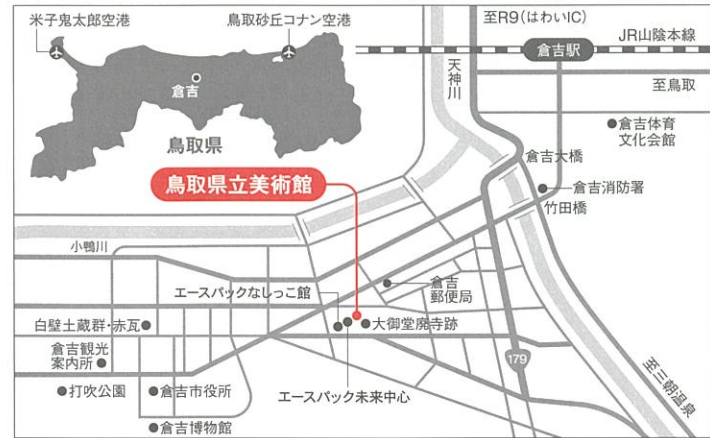 至R9(はわいIC)
米子鬼太郎空港
鳥取砂丘コナン空港
JR山陰本線
倉吉駅
天神川
至鳥取
倉吉
倉吉体育
文化会館
鳥取県
倉吉大橋
鳥取県立美術館
倉吉消防署
竹田橋
小鴨川
エースパックなしっこ館
倉吉
郵便局
白壁土蔵群・赤瓦
大御堂廃寺跡
倉吉観光
案内所
179
至三朝温泉
打吹公園
倉吉市役所
エースパック未来中心
倉吉博物館